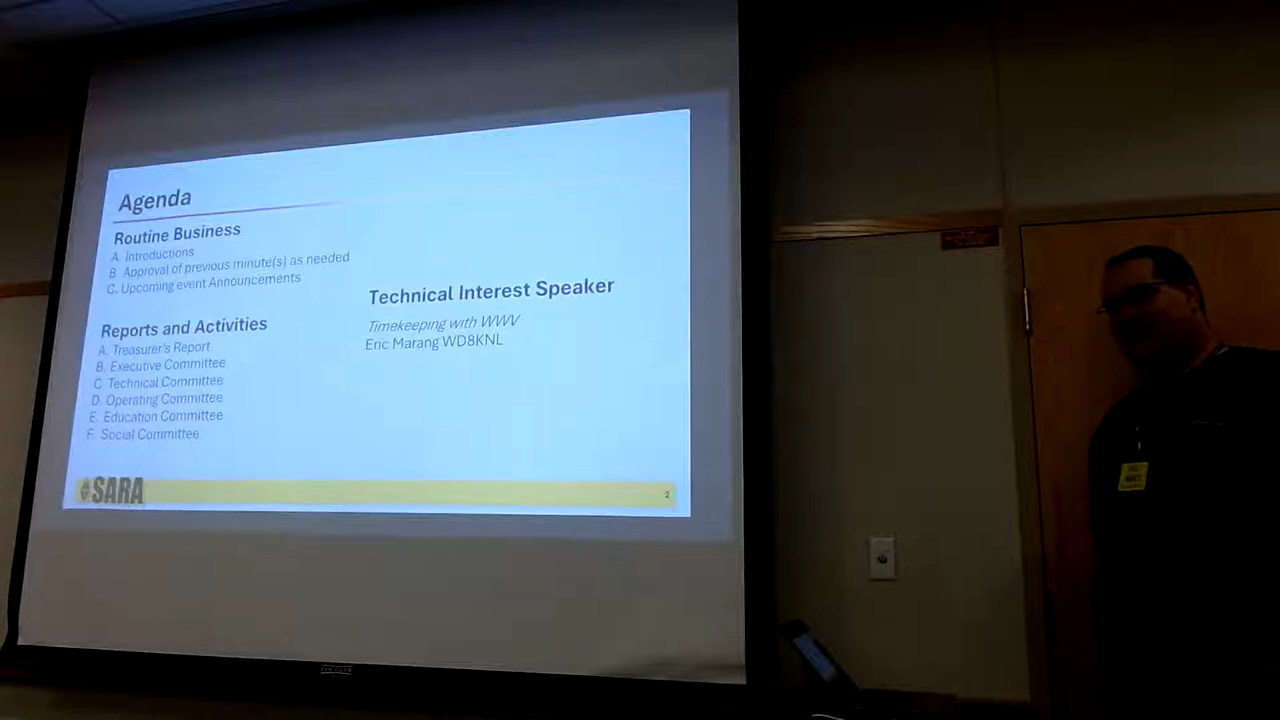 Agenda
Routine Business
A. Introductions
B Approval of previous minute(s) as needed
C. Upcoming event Announcements
Reports and Activities
A. Treasurer's Report
B. Executive Committee
C Technical Committee
D. Operating Committee
E. Education Committee
F. Social Committee
Technical Interest Speaker
Timekeeping with WWV
Eric Marang WD8KNL
SARA
2